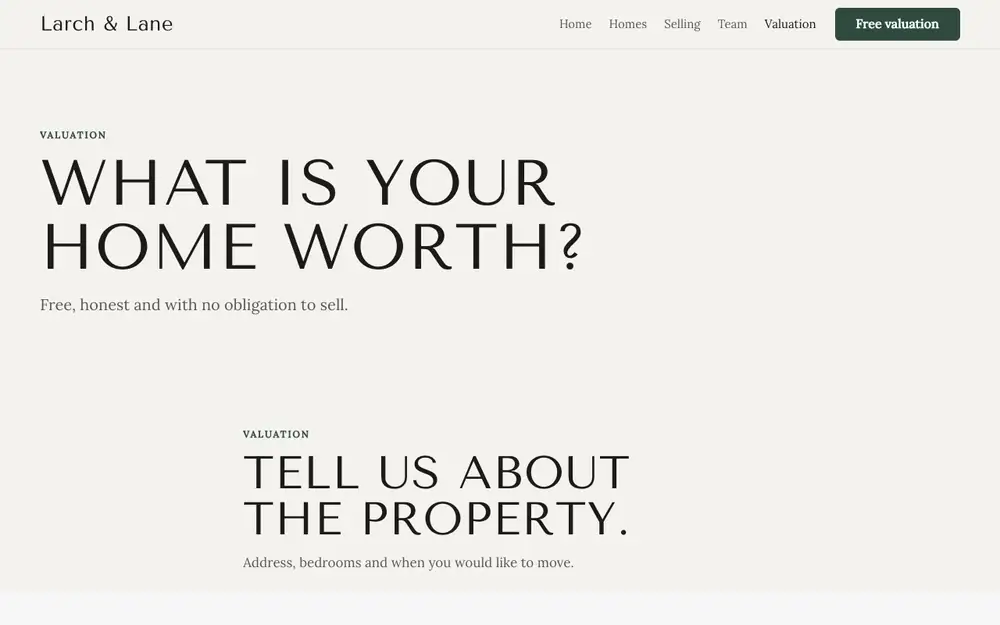 Larch & Lane
Home Homes Selling Team Valuation Free valuation
VALUATION
WHAT IS YOUR
HOME WORTH?
Free, honest and with no obligation to sell.
VALUATION
TELL US ABOUT
THE PROPERTY.
Address, bedrooms and when you would like to move.